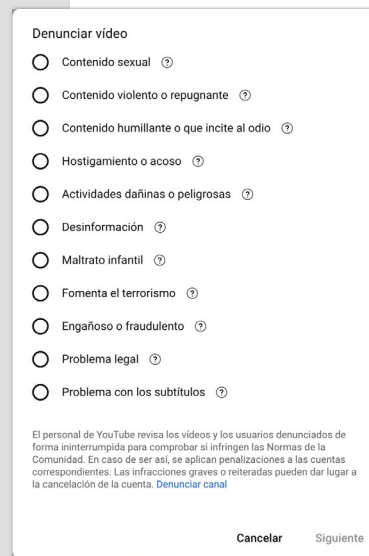 Denunciar vídeo
Contenido sexual ?
Contenido violento o repugnante ?
Contenido humillante o que incite al odio ?
Hostigamiento o acoso ?
Actividades dañinas o peligrosas ?
Desinformación ?
Maltrato infantil ?
Fomenta el terrorismo ?
Engañoso o fraudulento ?
Problema legal ?
Problema con los subtítulos ?
El personal de YouTube revisa los vídeos y los usuarios denunciados de
forma ininterrumpida para comprobar si infringen las Normas de la
Comunidad. En caso de ser así, se aplican penalizaciones a las cuentas
correspondientes. Las infracciones graves o reiteradas pueden dar lugar a
la cancelación de la cuenta. Denunciar canal
Cancelar Siguiente